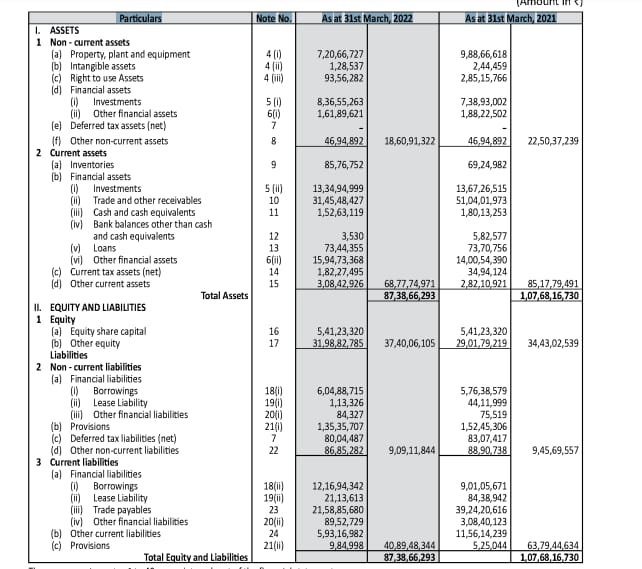 (Amount in ₹)
Particulars Note No. As at 31st March, 2022 As at 31st March, 2021
I. ASSETS
1 Non - current assets
(a) Property, plant and equipment 4 (i) 7,20,66,727 9,88,66,618
(b) Intangible assets 4 (ii) 1,28,537 2,44,459
(c) Right to use Assets 4 (iii) 93,56,282 2,85,15,766
(d) Financial assets
(i) Investments 5 (i) 8,36,55,263 7,38,93,002
(ii) Other financial assets 6(i) 1,61,89,621 1,88,22,502
(e) Deferred tax assets (net) 7 - -
(f) Other non-current assets 8 46,94,892 18,60,91,322 46,94,892 22,50,37,239
2 Current assets
(a) Inventories 9 85,76,752 69,24,982
(b) Financial assets
(i) Investments 5 (ii) 13,34,94,999 13,67,26,515
(ii) Trade and other receivables 10 31,45,48,427 51,04,01,973
(iii) Cash and cash equivalents 11 1,52,63,119 1,80,13,253
(iv) Bank balances other than cash
and cash equivalents 12 3,530 5,82,577
(v) Loans 13 73,44,355 73,70,756
(vi) Other financial assets 6(ii) 15,94,73,368 14,00,54,390
(c) Current tax assets (net) 14 1,82,27,495 34,94,124
(d) Other current assets 15 3,08,42,926 68,77,74,971 2,82,10,921 85,17,79,491
Total Assets 87,38,66,293 1,07,68,16,730
II. EQUITY AND LIABILITIES
1 Equity
(a) Equity share capital 16 5,41,23,320 5,41,23,320
(b) Other equity 17 31,98,82,785 37,40,06,105 29,01,79,219 34,43,02,539
Liabilities
2 Non - current liabilities
(a) Financial liabilities
(i) Borrowings 18(i) 6,04,88,715 5,76,38,579
(ii) Lease Liability 19(i) 1,13,326 44,11,999
(iii) Other financial liabilities 20(i) 84,327 75,519
(b) Provisions 21(i) 1,35,35,707 1,52,45,306
(c) Deferred tax liabilities (net) 7 80,04,487 83,07,417
(d) Other non-current liabilities 22 86,85,282 9,09,11,844 88,90,738 9,45,69,557
3 Current liabilities
(a) Financial liabilities
(i) Borrowings 18(ii) 12,16,94,342 9,01,05,671
(ii) Lease Liability 19(ii) 21,13,613 84,38,942
(iii) Trade payables 23 21,58,85,680 39,24,20,616
(iv) Other financial liabilities 20(ii) 89,52,729 3,08,40,123
(b) Other current liabilities 24 5,93,16,982 11,56,14,239
(c) Provisions 21(ii) 9,84,998 40,89,48,344 5,25,044 63,79,44,634
Total Equity and Liabilities 87,38,66,293 1,07,68,16,730